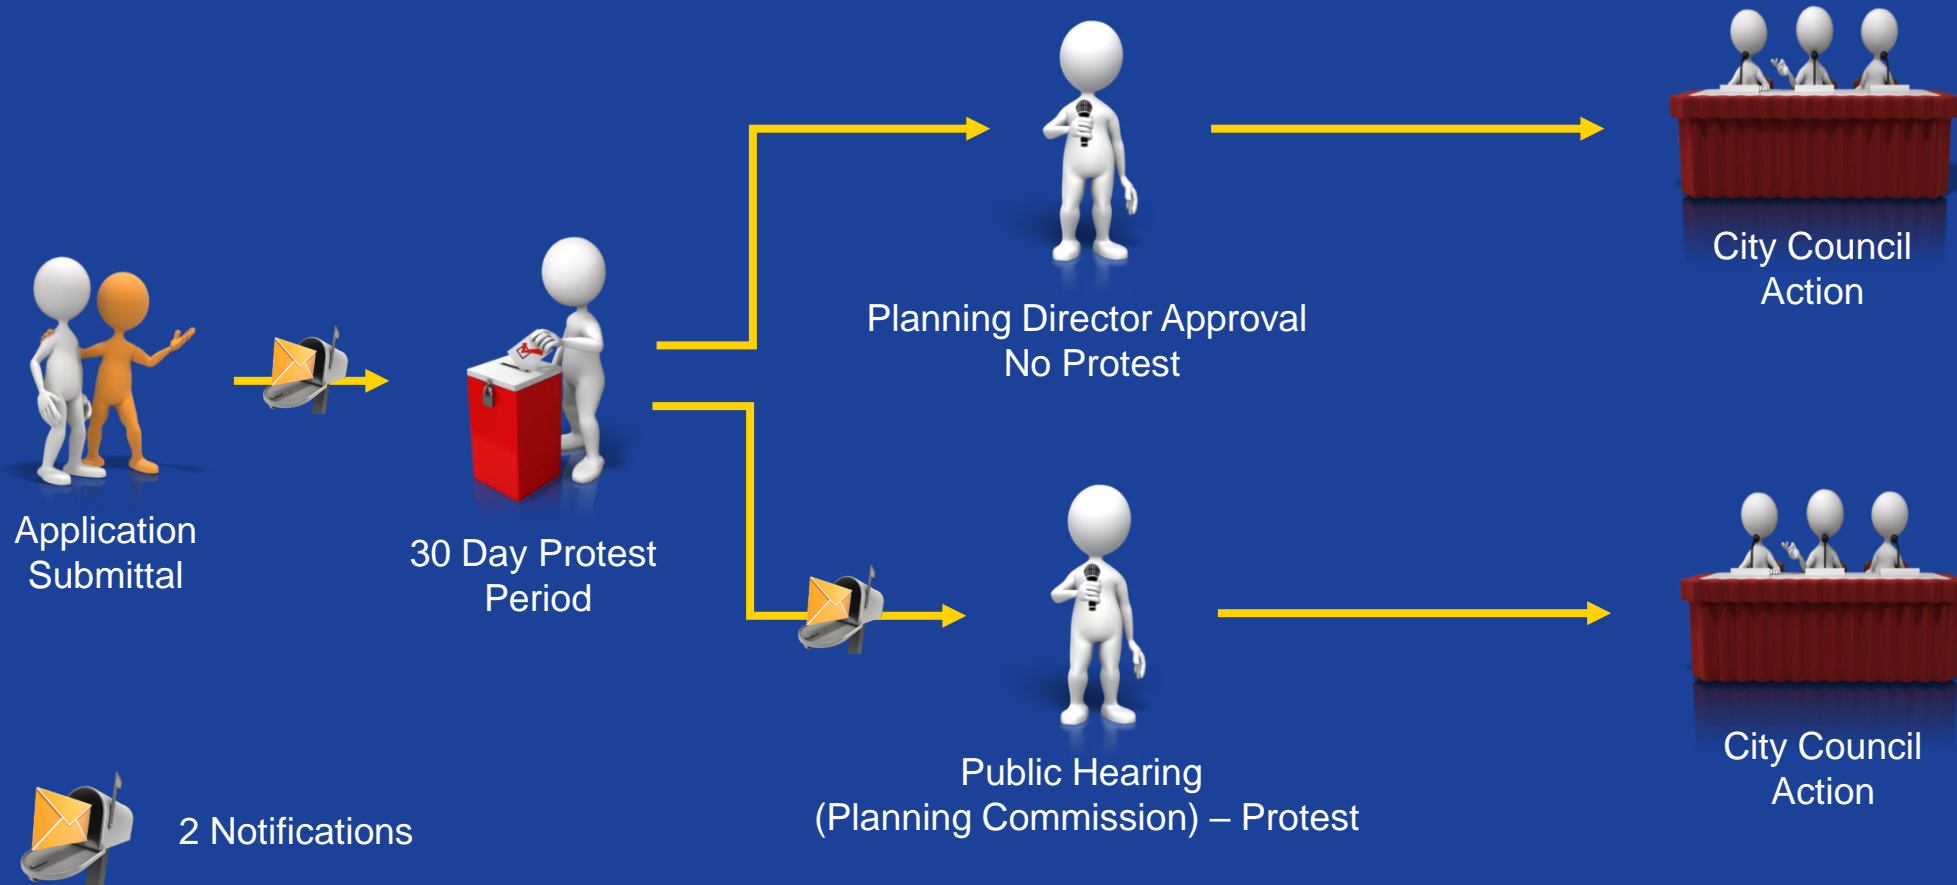 Application
Submittal
30 Day Protest
Period
Planning Director Approval
No Protest
City Council
Action
Public Hearing
(Planning Commission) – Protest
City Council
Action
2 Notifications